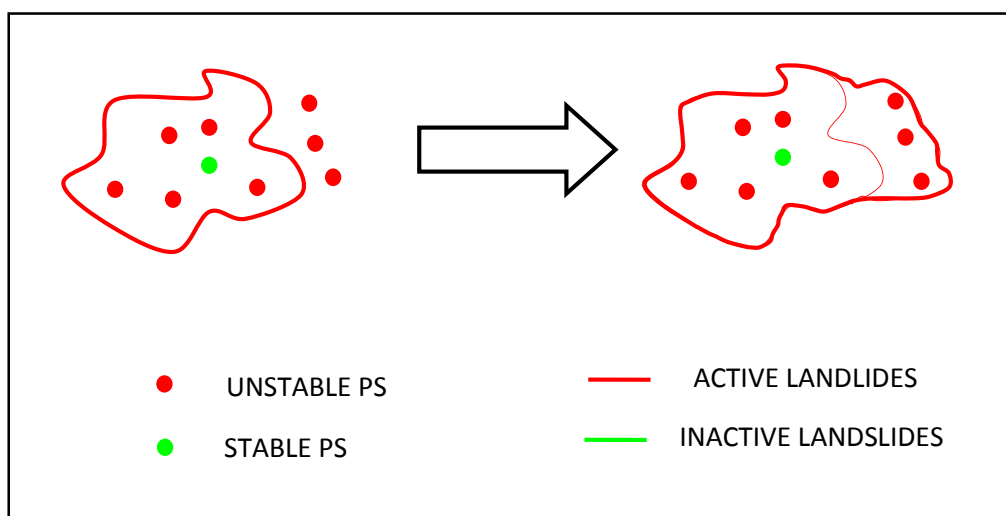 UNSTABLE PS
ACTIVE LANDLIDES
STABLE PS
INACTIVE LANDSLIDES